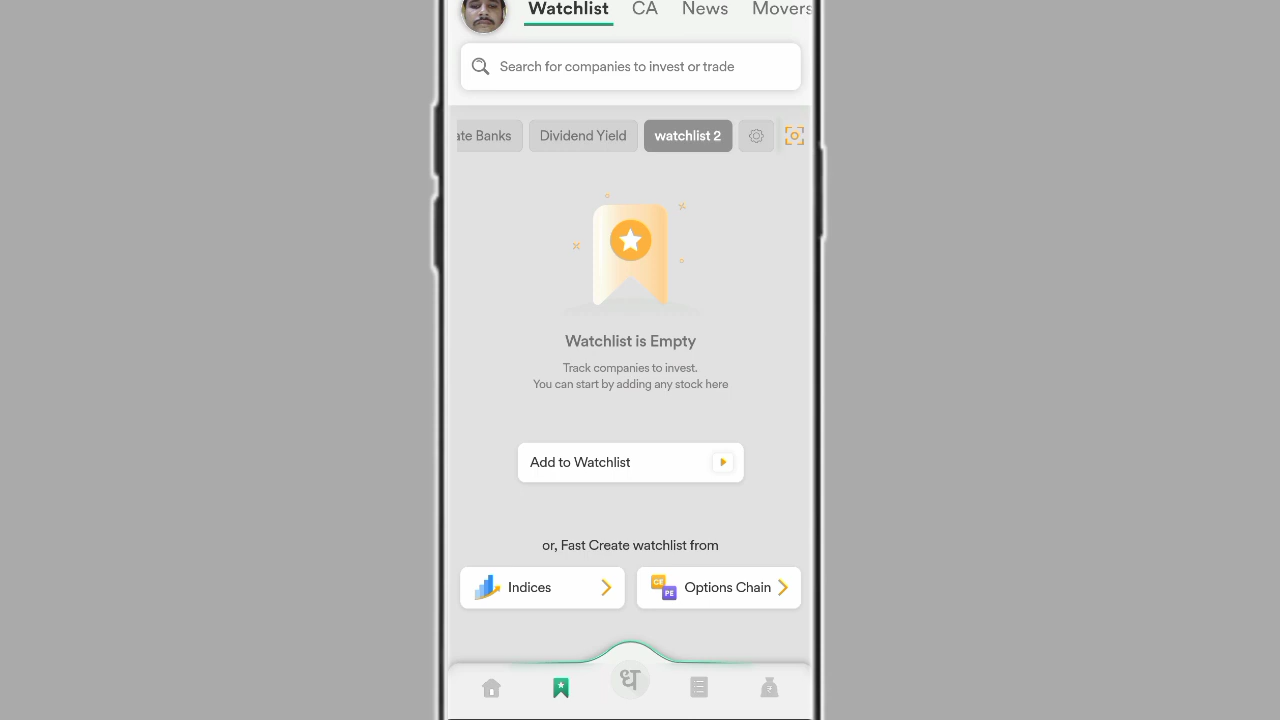 Watchlist CA News Movers
Search for companies to invest or trade
ate Banks Dividend Yield watchlist 2
Watchlist is Empty
Track companies to invest.
You can start by adding any stock here
Add to Watchlist
or, Fast Create watchlist from
Indices CE PE Options Chain
ध
₹